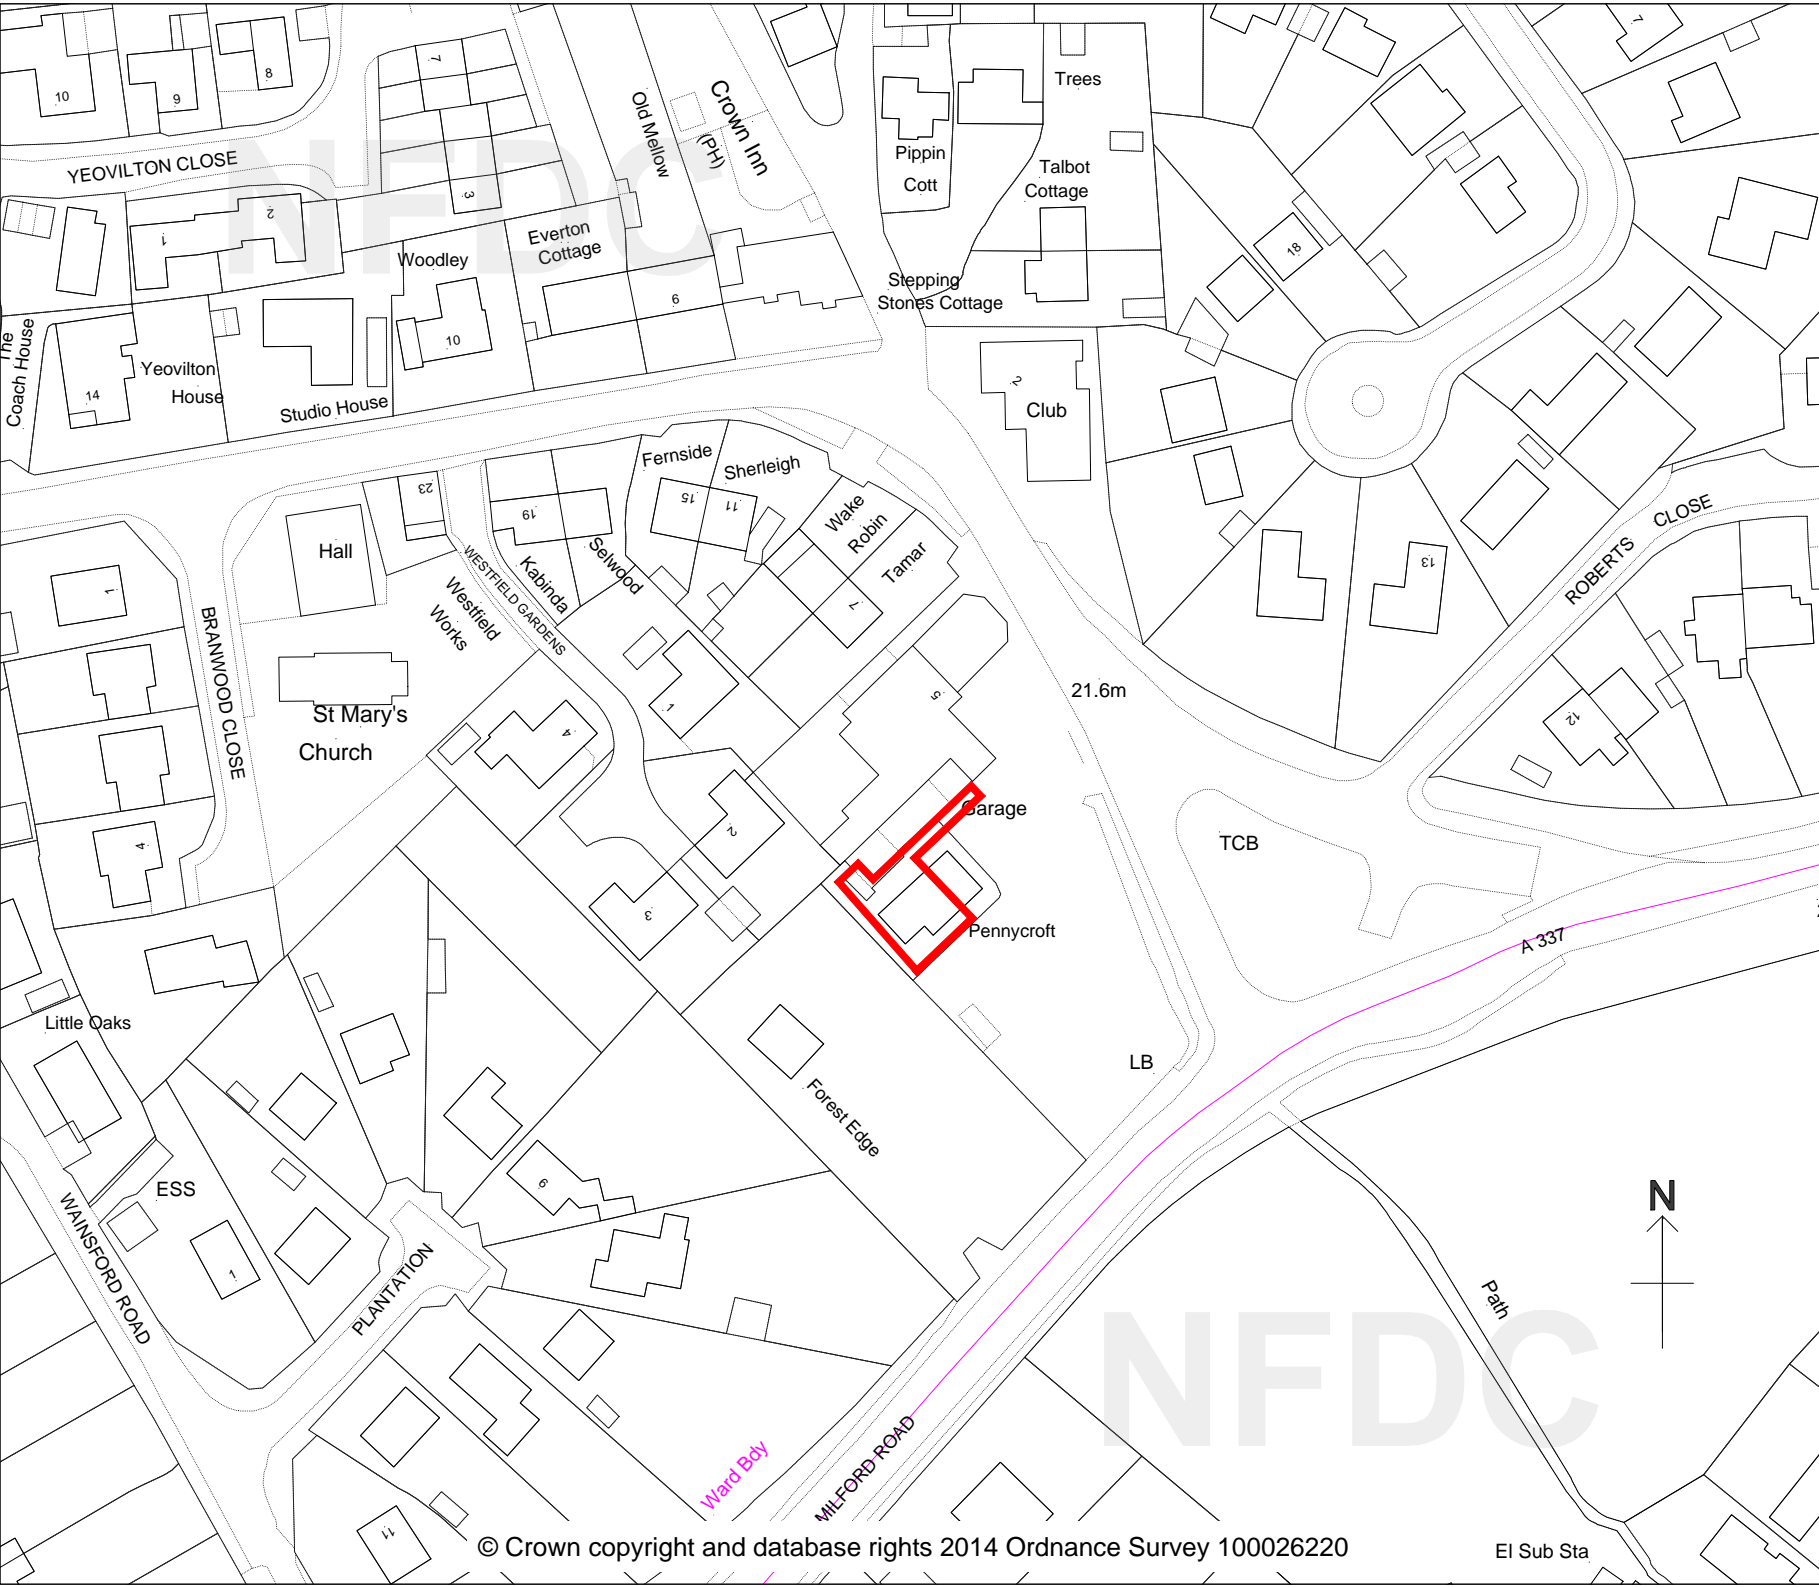 10
9
8
7
YEOVILTON CLOSE
3
2
1
Old Mellow
Crown Inn
(PH)
Trees
Pippin
Cott
Talbot
Cottage
7
18
Everton
Cottage
Woodley
10
6
Stepping
Stones Cottage
The
Coach House
14
Yeovilton
House
Studio House
2
Club
Fernside
Sherleigh
23
19
15
11
Wake
Robin
Tamar
7
Hall
Selwood
Kabinda
WESTFIELD GARDENS
Westfield
Works
1
BRANWOOD CLOSE
St Mary's
Church
4
1
5
21.6m
13
ROBERTS
CLOSE
12
4
2
3
Garage
TCB
Pennycroft
A 337
Little Oaks
LB
Forest Edge
ESS
6
1
WAINSFORD ROAD
PLANTATION
N
Path
Ward Bdy
MILFORD ROAD
11
El Sub Sta
© Crown copyright and database rights 2014 Ordnance Survey 100026220
NFDC
NFDC